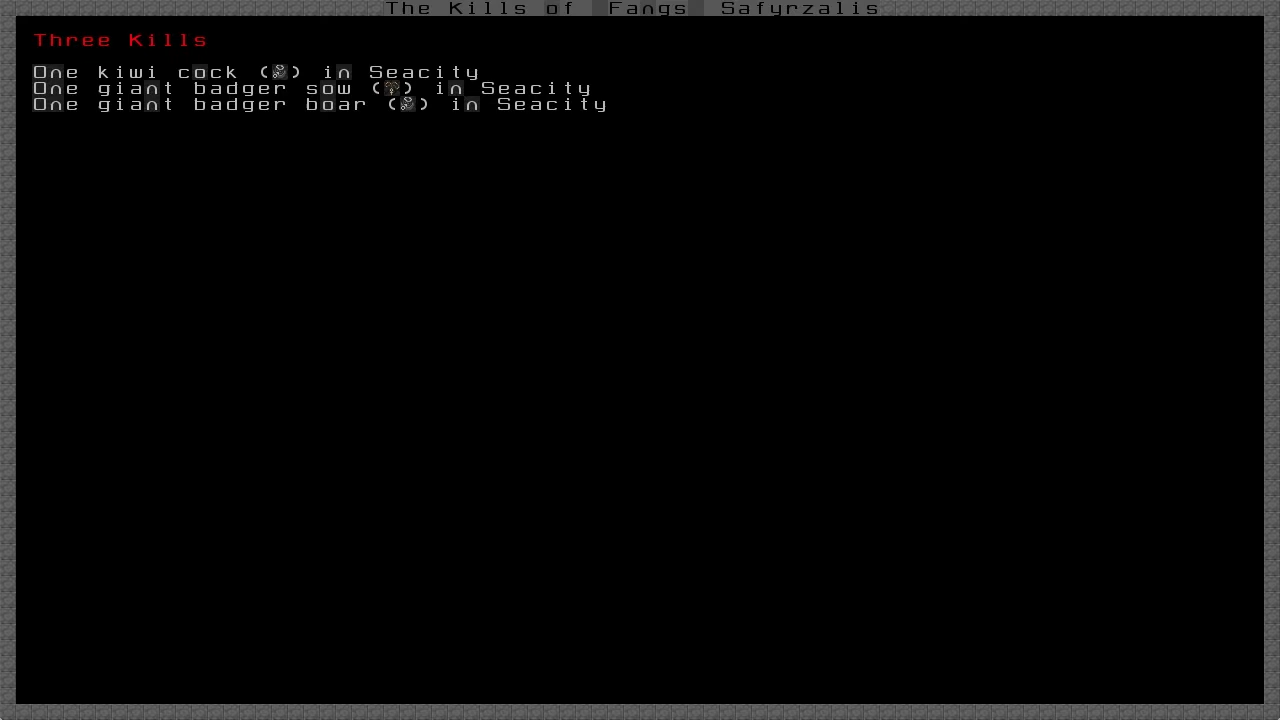 The Kills of Fangs Safyrzalis
Three Kills
One kiwi cock (♂) in Seacity
One giant badger sow (♀) in Seacity
One giant badger boar (♂) in Seacity